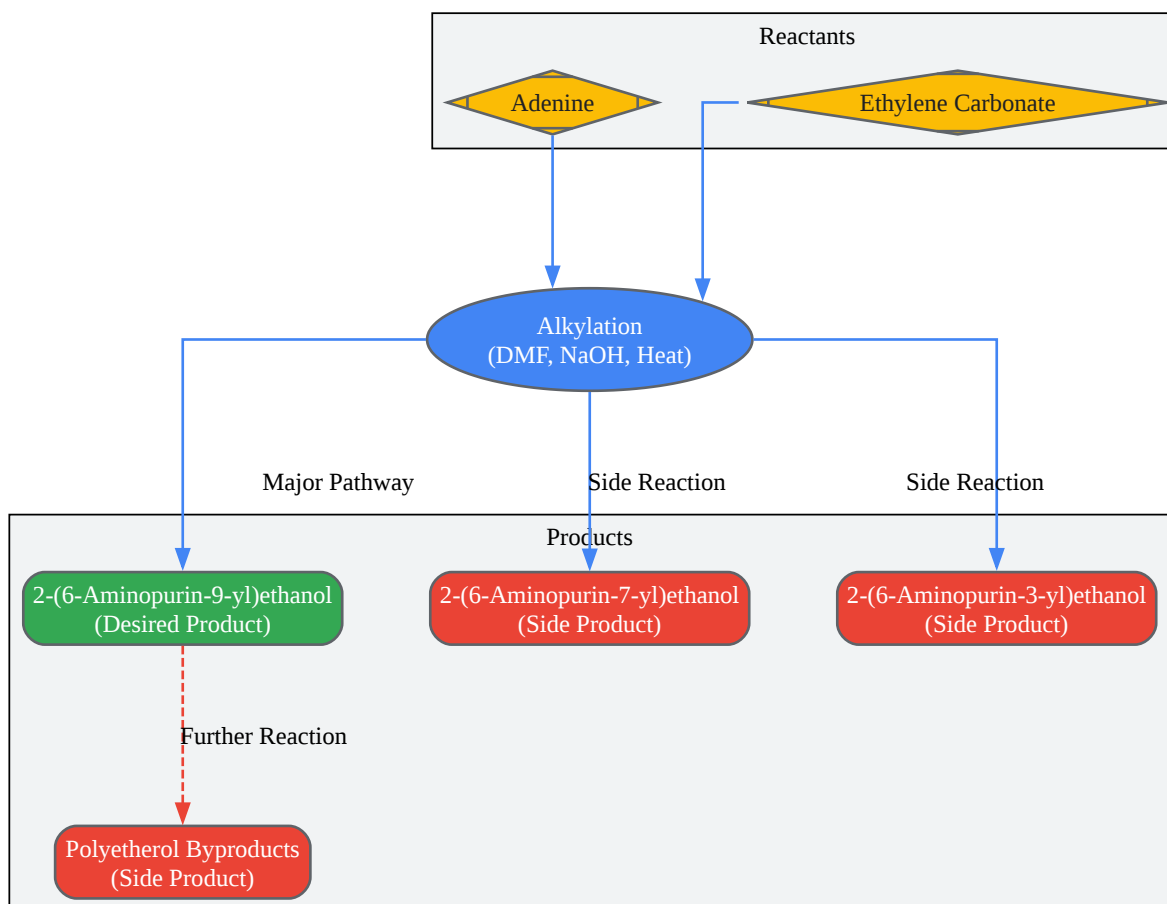 Reactants
Adenine
Ethylene Carbonate
Alkylation
(DMF, NaOH, Heat)
Major Pathway
Side Reaction
Side Reaction
Products
2-(6-Aminopurin-9-yl)ethanol
(Desired Product)
2-(6-Aminopurin-7-yl)ethanol
(Side Product)
2-(6-Aminopurin-3-yl)ethanol
(Side Product)
Further Reaction
Polyetherol Byproducts
(Side Product)